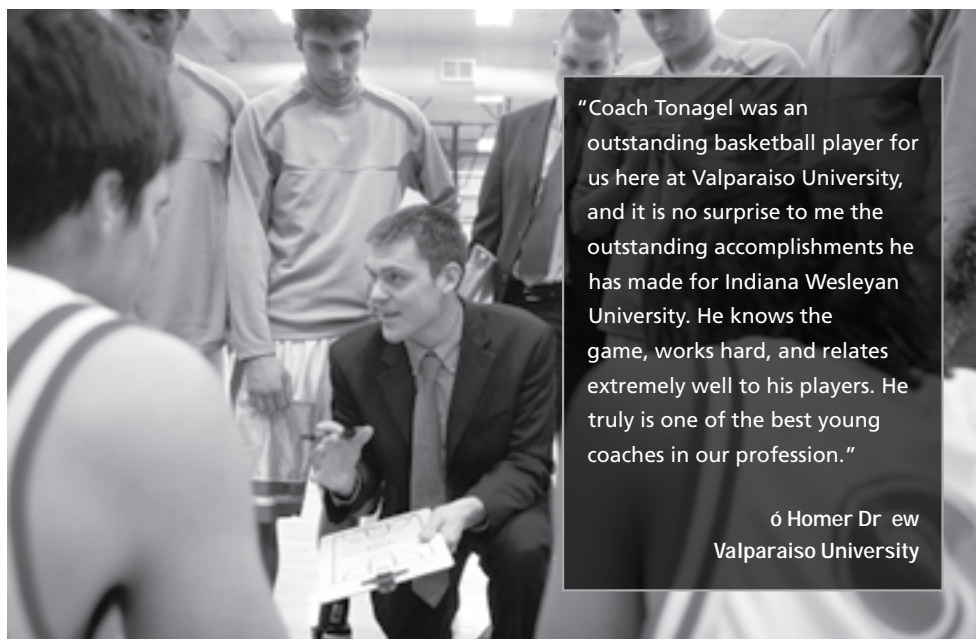 “Coach Tonagel was an
outstanding basketball player for
us here at Valparaiso University,
and it is no surprise to me the
outstanding accomplishments he
has made for Indiana Wesleyan
University. He knows the
game, works hard, and relates
extremely well to his players. He
truly is one of the best young
coaches in our profession.”
ó Homer Dr ew
Valparaiso University